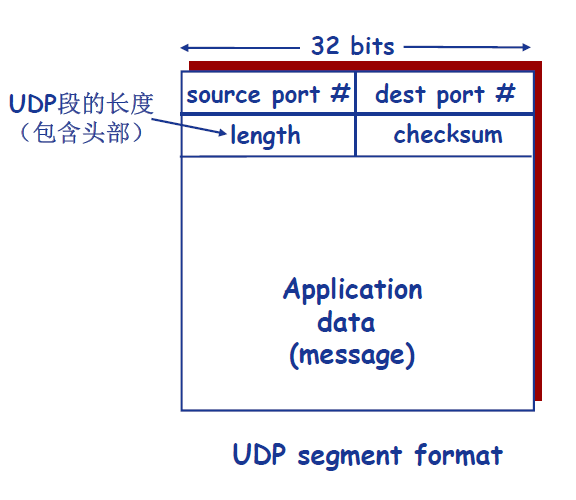 32 bits
source port # dest port #
UDP段的长度
（包含头部）
length checksum
Application
data
(message)
UDP segment format